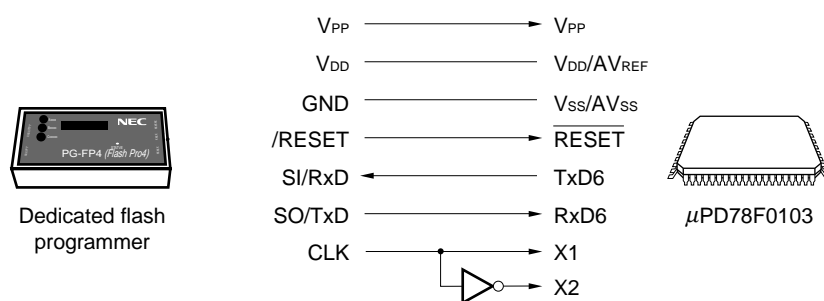 VPP VPP
VDD VDD/AVREF
GND VSS/AVSS
/RESET RESET
SI/RxD TxD6
SO/TxD RxD6
CLK X1
X2
NEC
PG-FP4 (Flash Pro4)
Dedicated flash
programmer
μPD78F0103